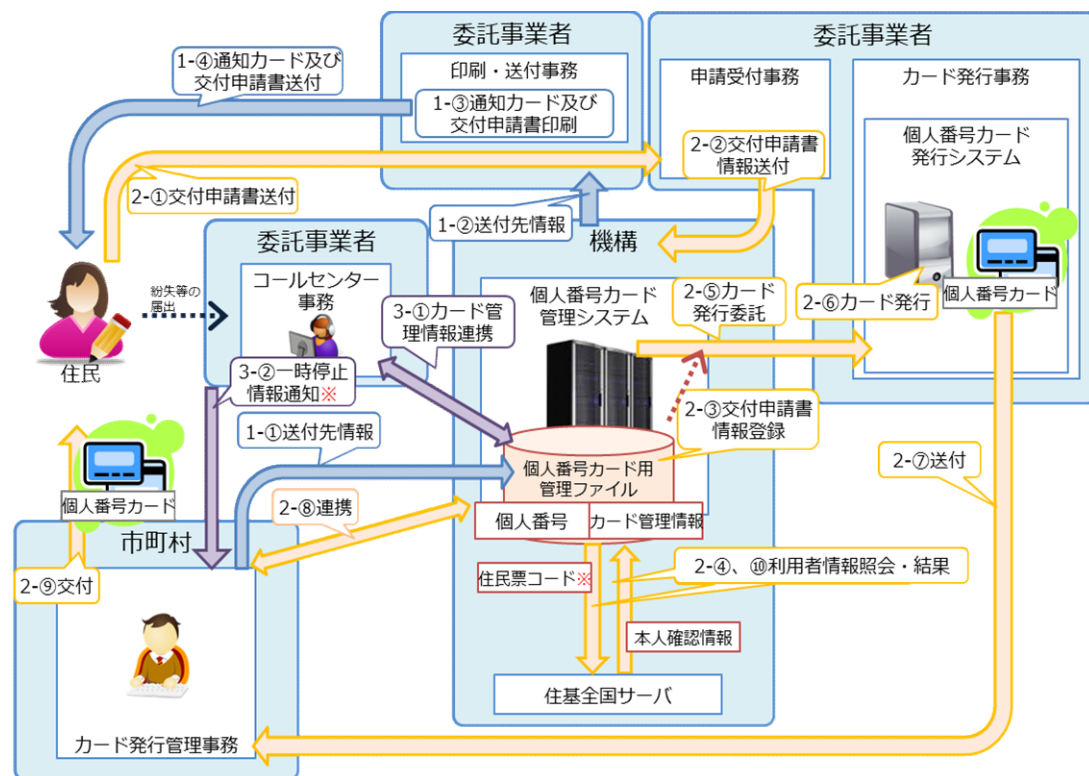 委託事業者
印刷・送付事務
1-③通知カード及び
交付申請書印刷
1-④通知カード及び
交付申請書送付
委託事業者
申請受付事務
カード発行事務
個人番号カード
発行システム
2-②交付申請書
情報送付
2-①交付申請書送付
1-②送付先情報
委託事業者
コールセンター
事務
機構
個人番号カード
管理システム
紛失等の
届出
住民
3-①カード管
理情報連携
2-⑤カード
発行委託
2-⑥カード発行
個人番号カード
3-②一時停止
情報通知※
1-①送付先情報
2-③交付申請書
情報登録
個人番号カード用
管理ファイル
個人番号
カード管理情報
2-⑦送付
個人番号カード
2-⑧連携
市町村
2-⑨交付
住民票コード※
2-④、⑩利用者情報照会・結果
本人確認情報
住基全国サーバ
カード発行管理事務